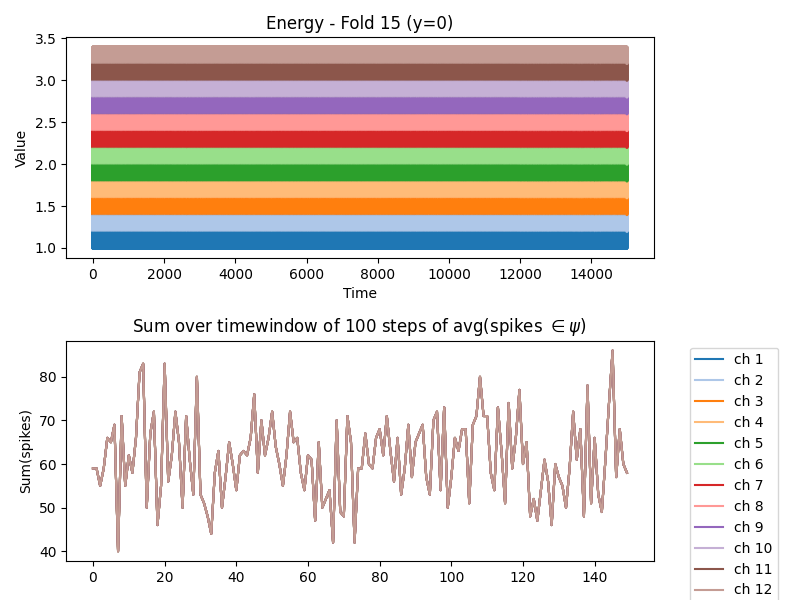 Energy - Fold 15 (y=0)
Value
3.5
3.0
2.5
2.0
1.5
1.0
0 2000 4000 6000 8000 10000 12000 14000
Time
Sum over timewindow of 100 steps of avg(spikes ∈ ψ)
Sum(spikes)
80
70
60
50
40
0 20 40 60 80 100 120 140
ch 1
ch 2
ch 3
ch 4
ch 5
ch 6
ch 7
ch 8
ch 9
ch 10
ch 11
ch 12